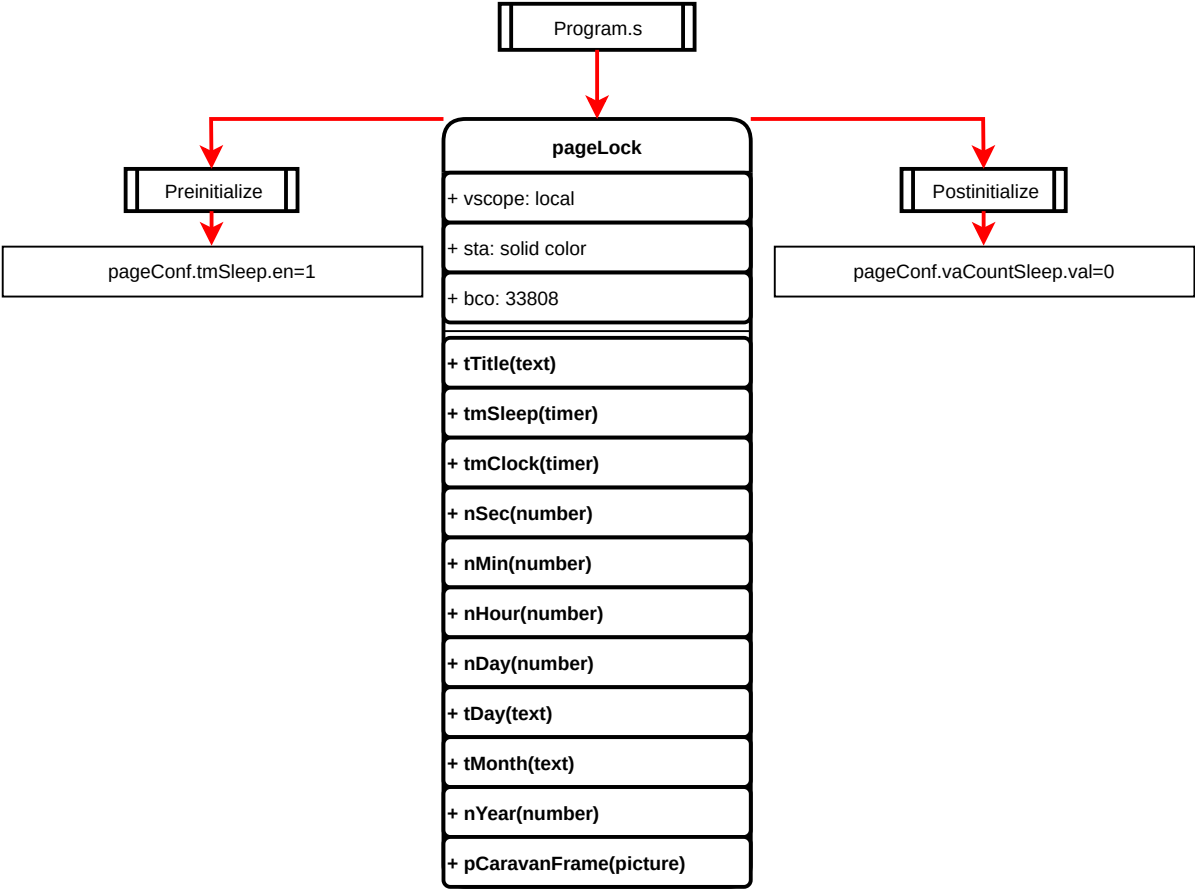 Program.s
pageLock
Preinitialize
Postinitialize
+ vscope: local
+ sta: solid color
pageConf.tmSleep.en=1
pageConf.vaCountSleep.val=0
+ bco: 33808
+ tTitle(text)
+ tmSleep(timer)
+ tmClock(timer)
+ nSec(number)
+ nMin(number)
+ nHour(number)
+ nDay(number)
+ tDay(text)
+ tMonth(text)
+ nYear(number)
+ pCaravanFrame(picture)